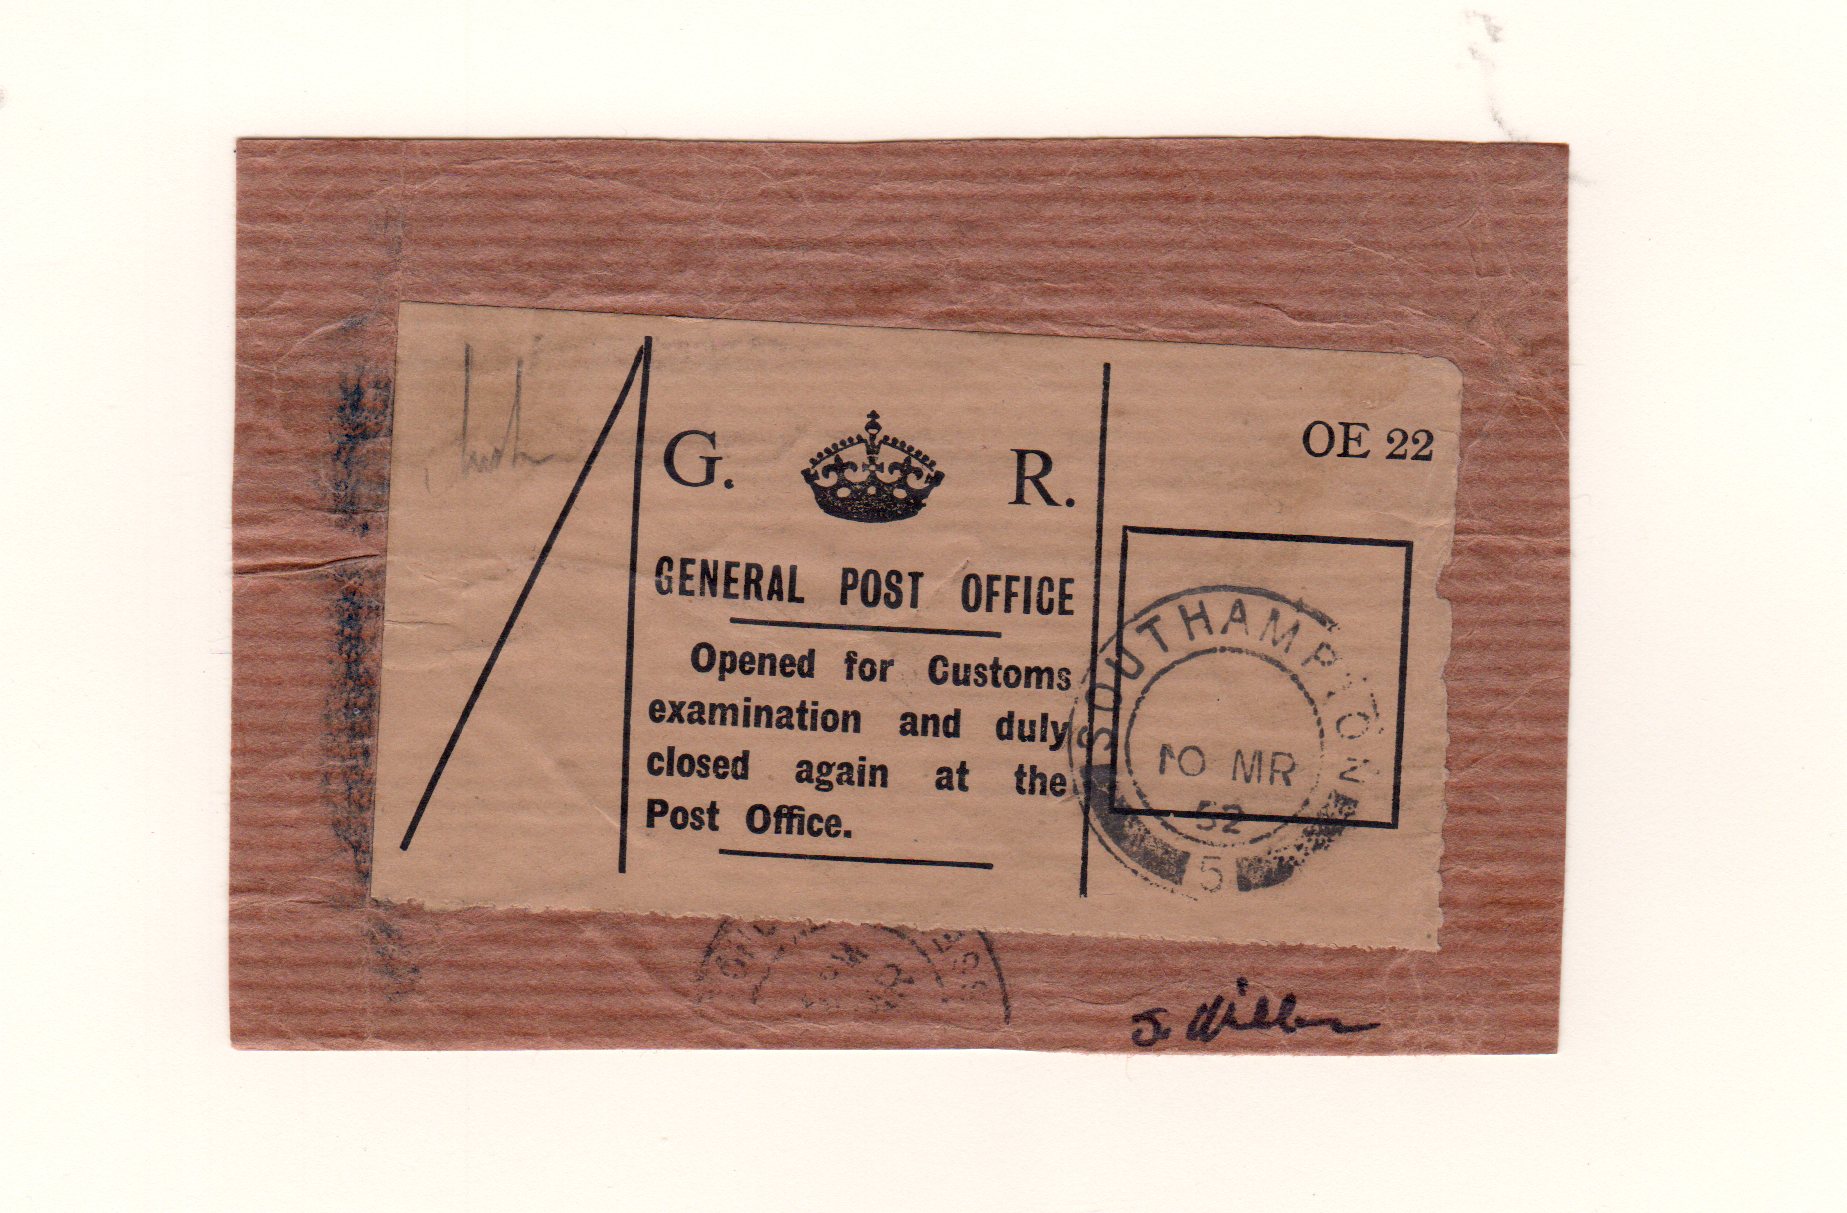 G. R.
OE 22
GENERAL POST OFFICE
Opened for Customs
examination and duly
closed again at the
Post Office.
SOUTHAMPTON
10 MR
52
5